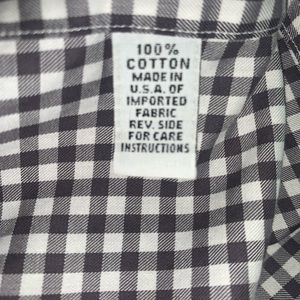 100%
COTTON
MADE IN
U.S.A. OF
IMPORTED
FABRIC
REV. SIDE
FOR CARE
INSTRUCTIONS